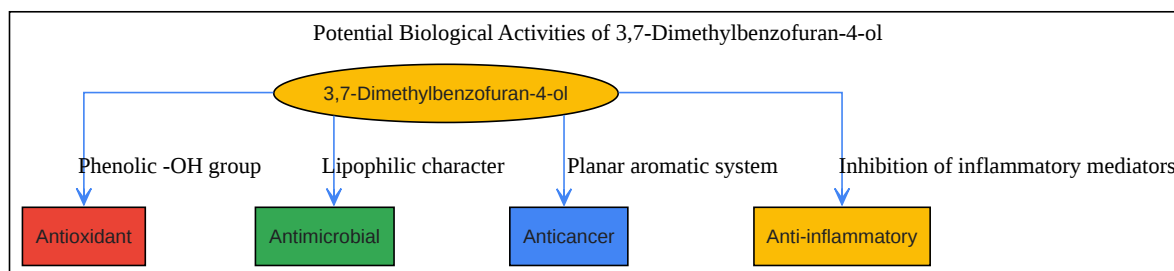 Potential Biological Activities of 3,7-Dimethylbenzofuran-4-ol
3,7-Dimethylbenzofuran-4-ol
Phenolic -OH group
Lipophilic character
Planar aromatic system
Inhibition of inflammatory mediators
Antioxidant
Antimicrobial
Anticancer
Anti-inflammatory